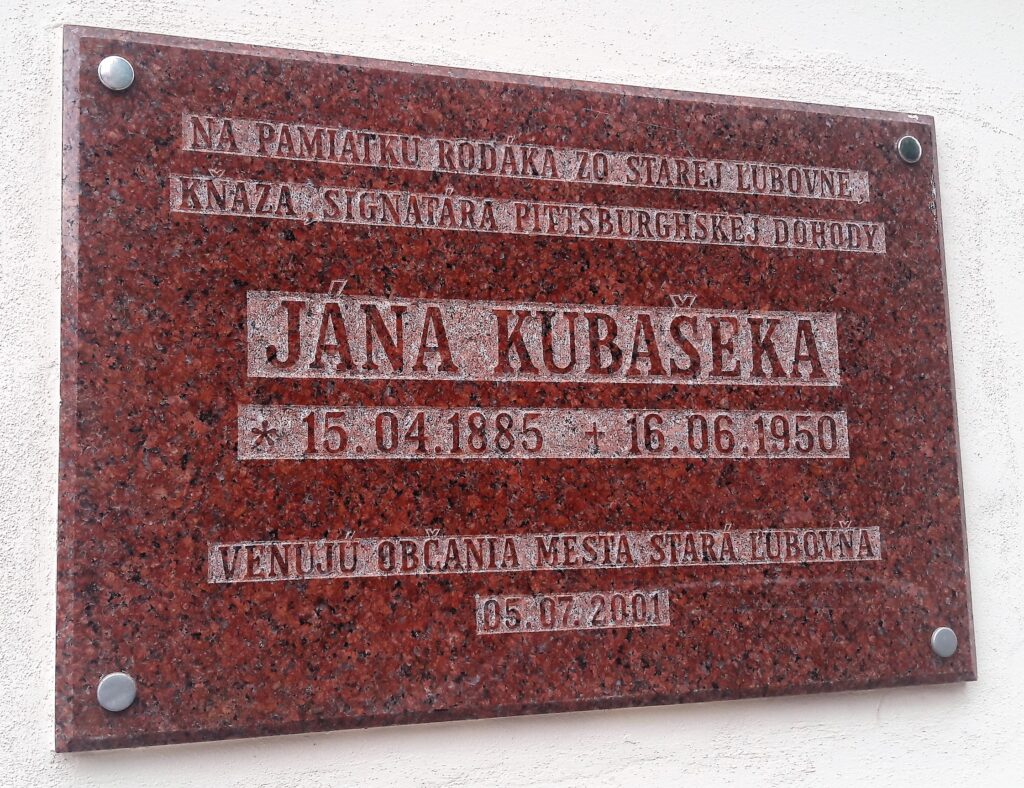 NA PAMIATKU RODÁKA ZO STAREJ ĽUBOVNE,
KŇAZA, SIGNATÁRA PITTSBURGHSKEJ DOHODY
JÁNA KUBAŠEKA
* 15.04.1885 + 16.06.1950
VENUJÚ OBČANIA MESTA STARÁ ĽUBOVŇA
05.07.2001